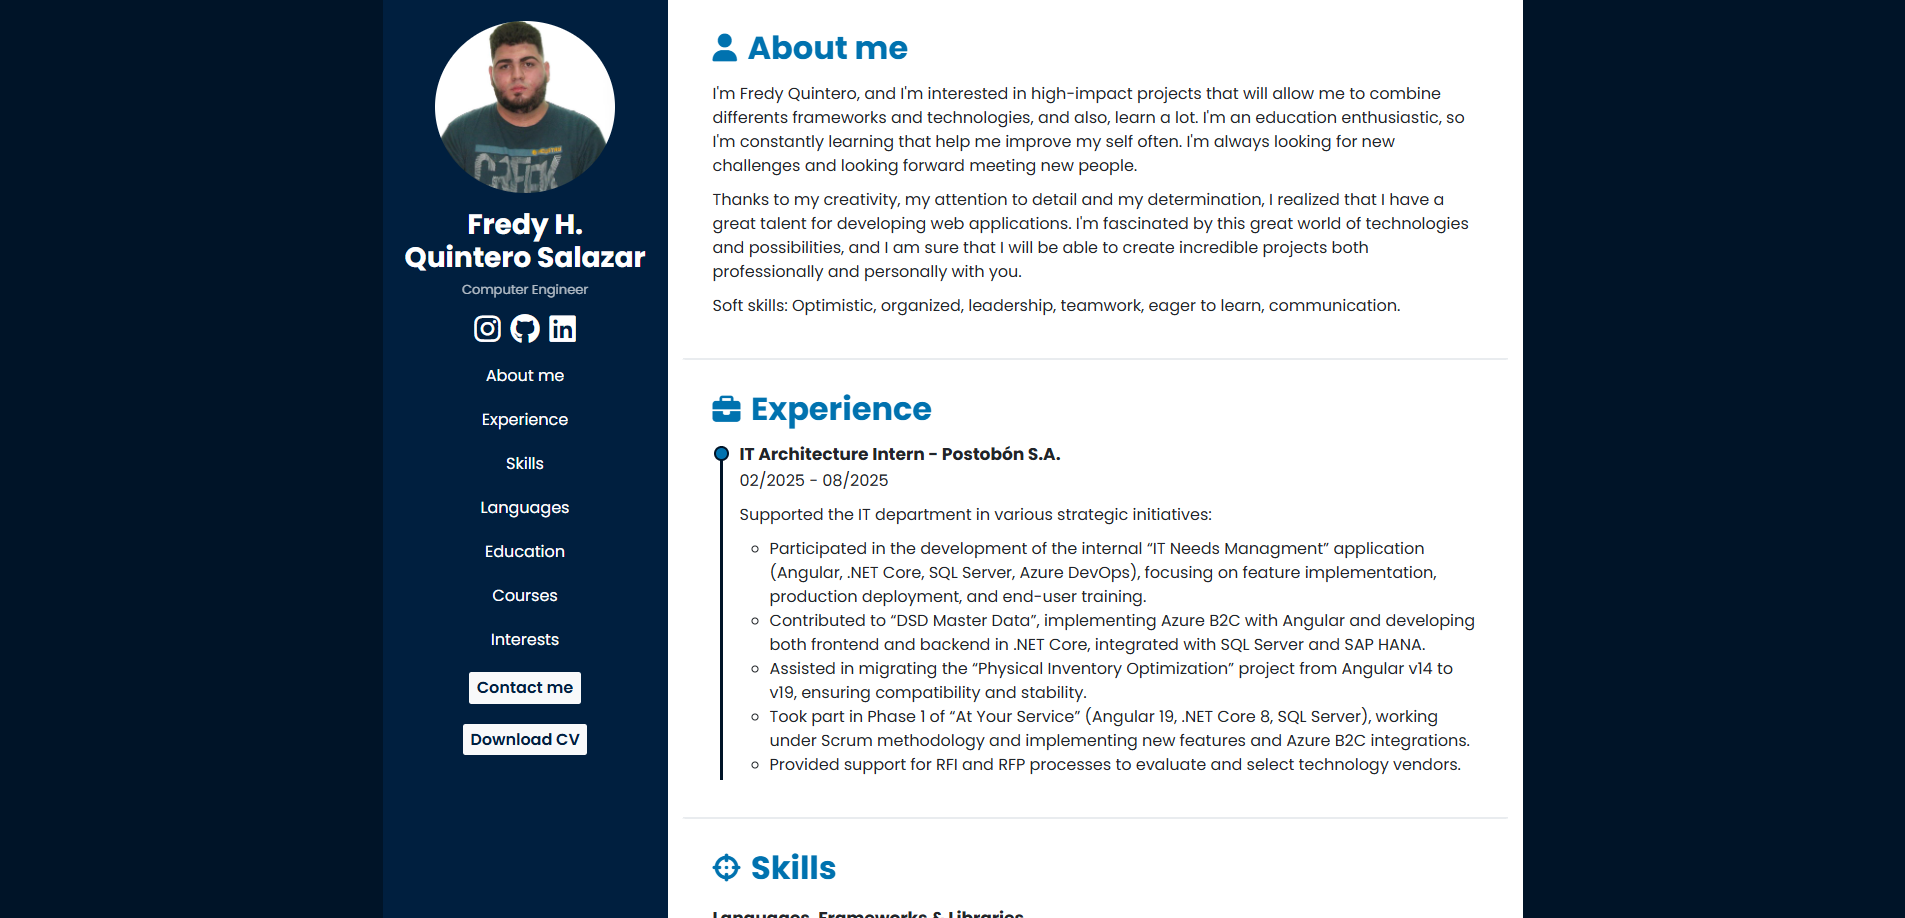 Fredy H.
Quintero Salazar
Computer Engineer
About me
Experience
Skills
Languages
Education
Courses
Interests
Contact me
Download CV
About me
I'm Fredy Quintero, and I'm interested in high-impact projects that will allow me to combine
differents frameworks and technologies, and also, learn a lot. I'm an education enthusiastic, so
I'm constantly learning that help me improve my self often. I'm always looking for new
challenges and looking forward meeting new people.
Thanks to my creativity, my attention to detail and my determination, I realized that I have a
great talent for developing web applications. I'm fascinated by this great world of technologies
and possibilities, and I am sure that I will be able to create incredible projects both
professionally and personally with you.
Soft skills: Optimistic, organized, leadership, teamwork, eager to learn, communication.
Experience
IT Architecture Intern - Postobón S.A.
02/2025 - 08/2025
Supported the IT department in various strategic initiatives:
Participated in the development of the internal “IT Needs Managment” application
(Angular, .NET Core, SQL Server, Azure DevOps), focusing on feature implementation,
production deployment, and end-user training.
Contributed to “DSD Master Data”, implementing Azure B2C with Angular and developing
both frontend and backend in .NET Core, integrated with SQL Server and SAP HANA.
Assisted in migrating the “Physical Inventory Optimization” project from Angular v14 to
v19, ensuring compatibility and stability.
Took part in Phase 1 of “At Your Service” (Angular 19, .NET Core 8, SQL Server), working
under Scrum methodology and implementing new features and Azure B2C integrations.
Provided support for RFI and RFP processes to evaluate and select technology vendors.
Skills
Languages, Frameworks & Libraries